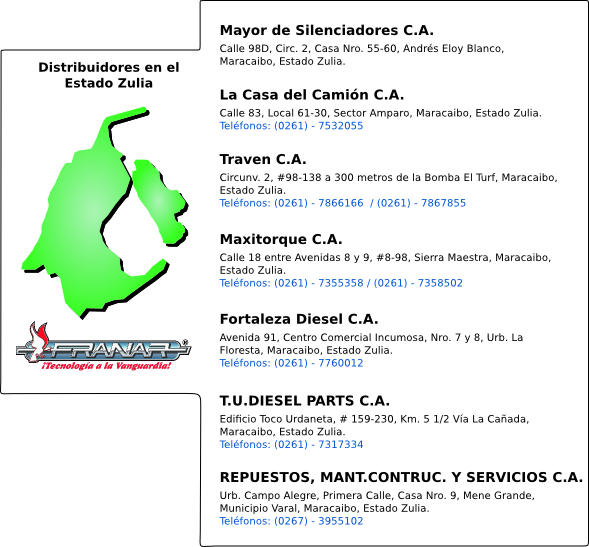 Distribuidores en el
Estado Zulia
FRANAR®
¡Tecnología a la Vanguardia!
Mayor de Silenciadores C.A.
Calle 98D, Circ. 2, Casa Nro. 55-60, Andrés Eloy Blanco,
Maracaibo, Estado Zulia.
La Casa del Camión C.A.
Calle 83, Local 61-30, Sector Amparo, Maracaibo, Estado Zulia.
Teléfonos: (0261) - 7532055
Traven C.A.
Circunv. 2, #98-138 a 300 metros de la Bomba El Turf, Maracaibo,
Estado Zulia.
Teléfonos: (0261) - 7866166 / (0261) - 7867855
Maxitorque C.A.
Calle 18 entre Avenidas 8 y 9, #8-98, Sierra Maestra, Maracaibo,
Estado Zulia.
Teléfonos: (0261) - 7355358 / (0261) - 7358502
Fortaleza Diesel C.A.
Avenida 91, Centro Comercial Incumosa, Nro. 7 y 8, Urb. La
Floresta, Maracaibo, Estado Zulia.
Teléfonos: (0261) - 7760012
T.U.DIESEL PARTS C.A.
Edificio Toco Urdaneta, # 159-230, Km. 5 1/2 Vía La Cañada,
Maracaibo, Estado Zulia.
Teléfonos: (0261) - 7317334
REPUESTOS, MANT.CONTRUC. Y SERVICIOS C.A.
Urb. Campo Alegre, Primera Calle, Casa Nro. 9, Mene Grande,
Municipio Varal, Maracaibo, Estado Zulia.
Teléfonos: (0267) - 3955102